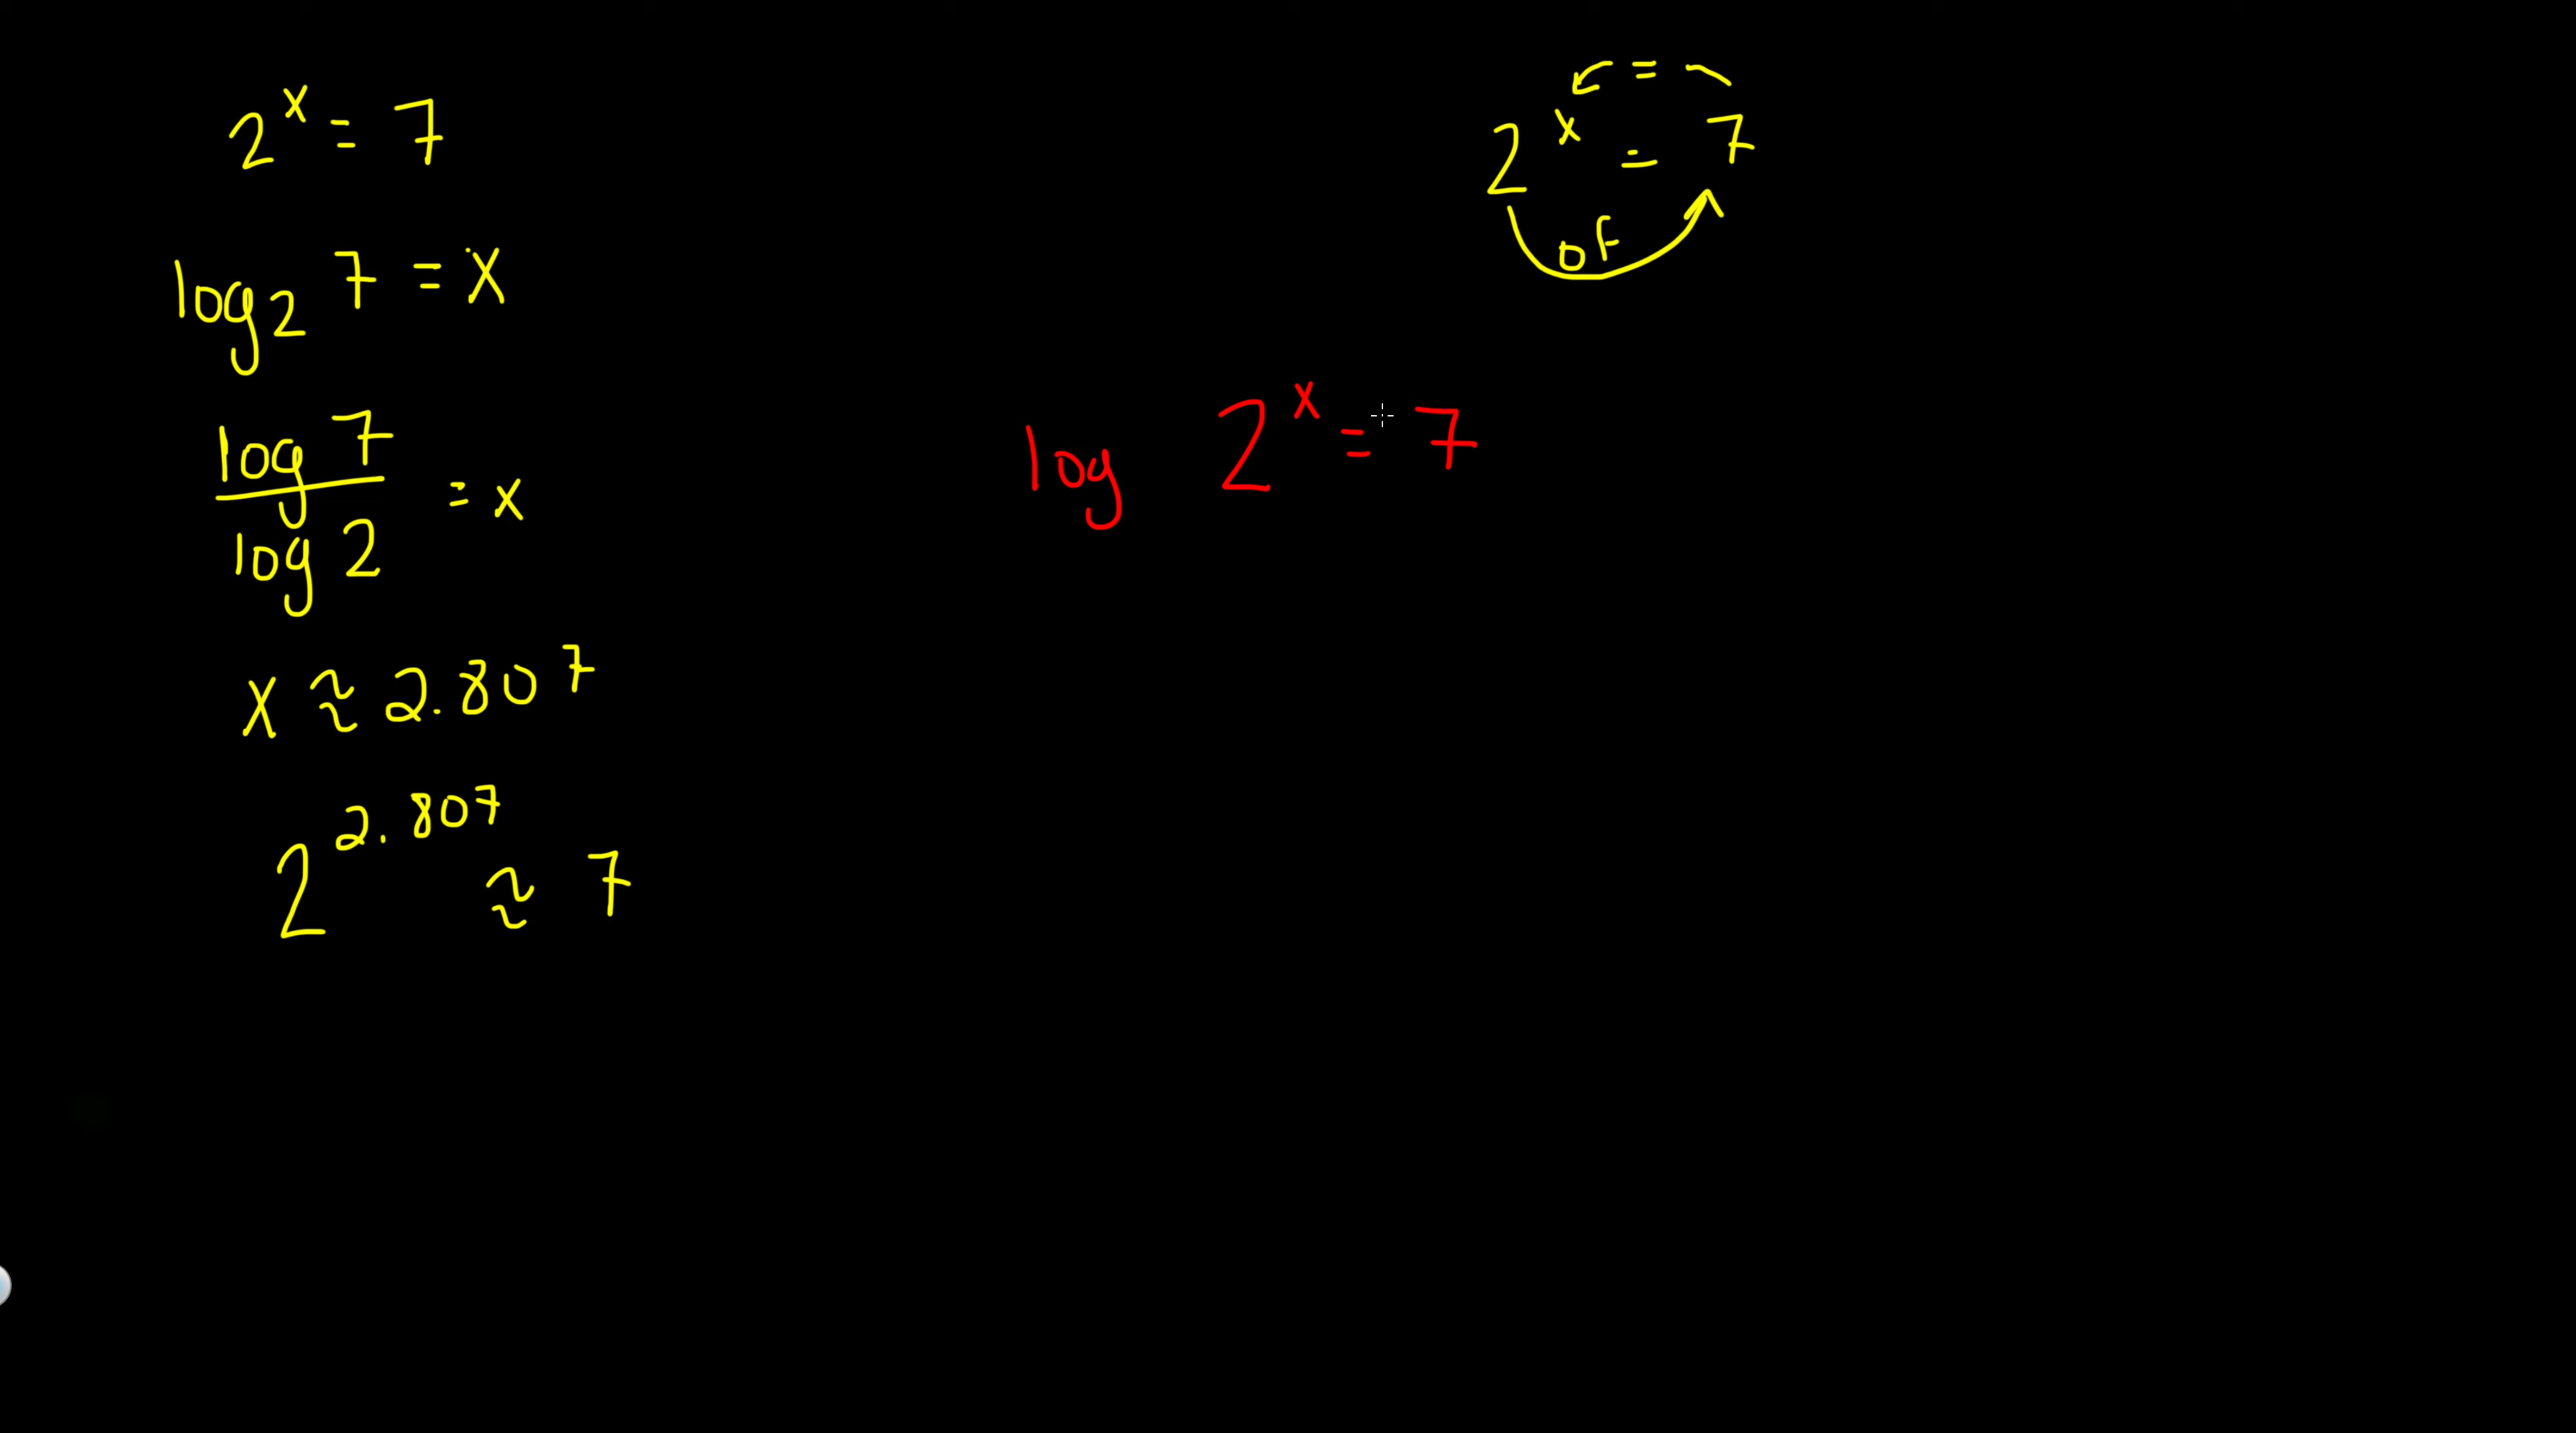 2^x = 7
log₂ 7 = x
log 7
log 2
= x
x ≈ 2.807
2^2.807 ≈ 7
=
2^x = 7
of
log 2^x = 7